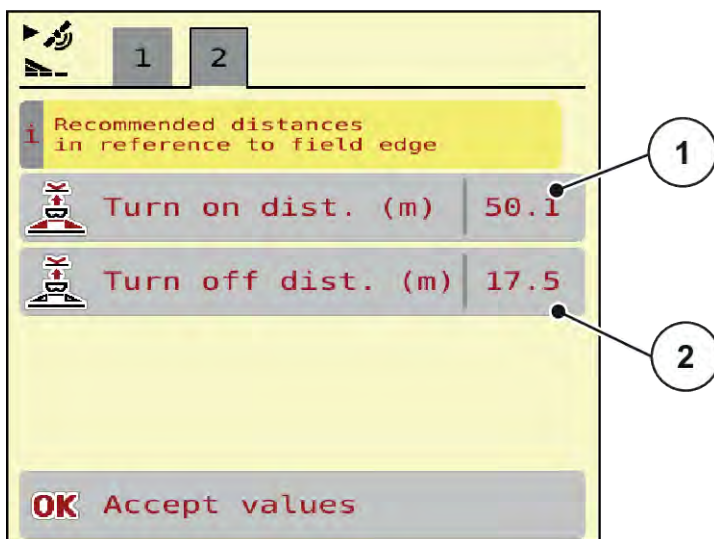 1 2
i Recommended distances
in reference to field edge
Turn on dist. (m) 50.1
Turn off dist. (m) 17.5
OK Accept values
1
2